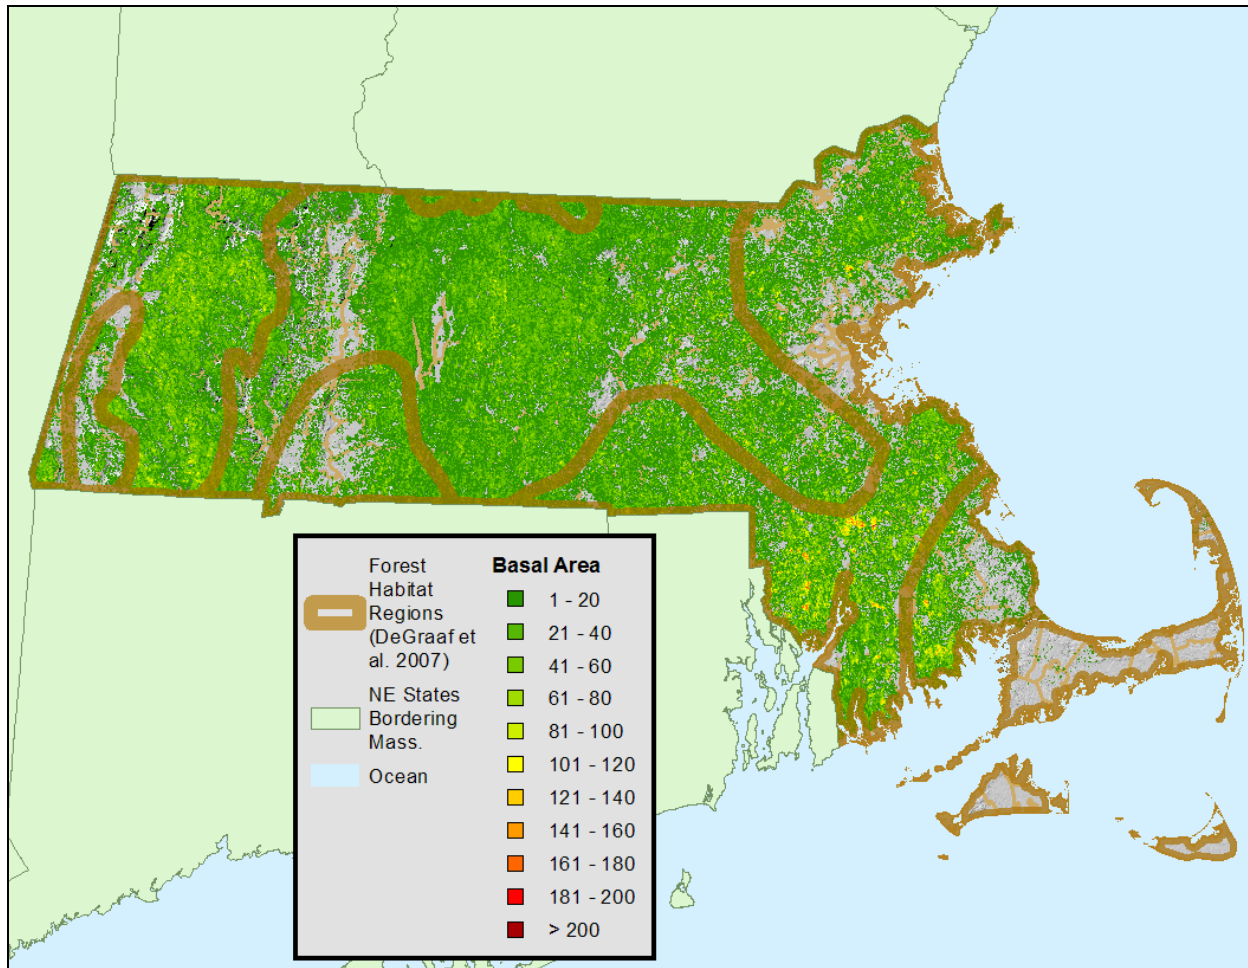 Forest
Habitat
Regions
(DeGraaf et
al. 2007)
NE States
Bordering
Mass.
Ocean
Basal Area
1 - 20
21 - 40
41 - 60
61 - 80
81 - 100
101 - 120
121 - 140
141 - 160
161 - 180
181 - 200
> 200